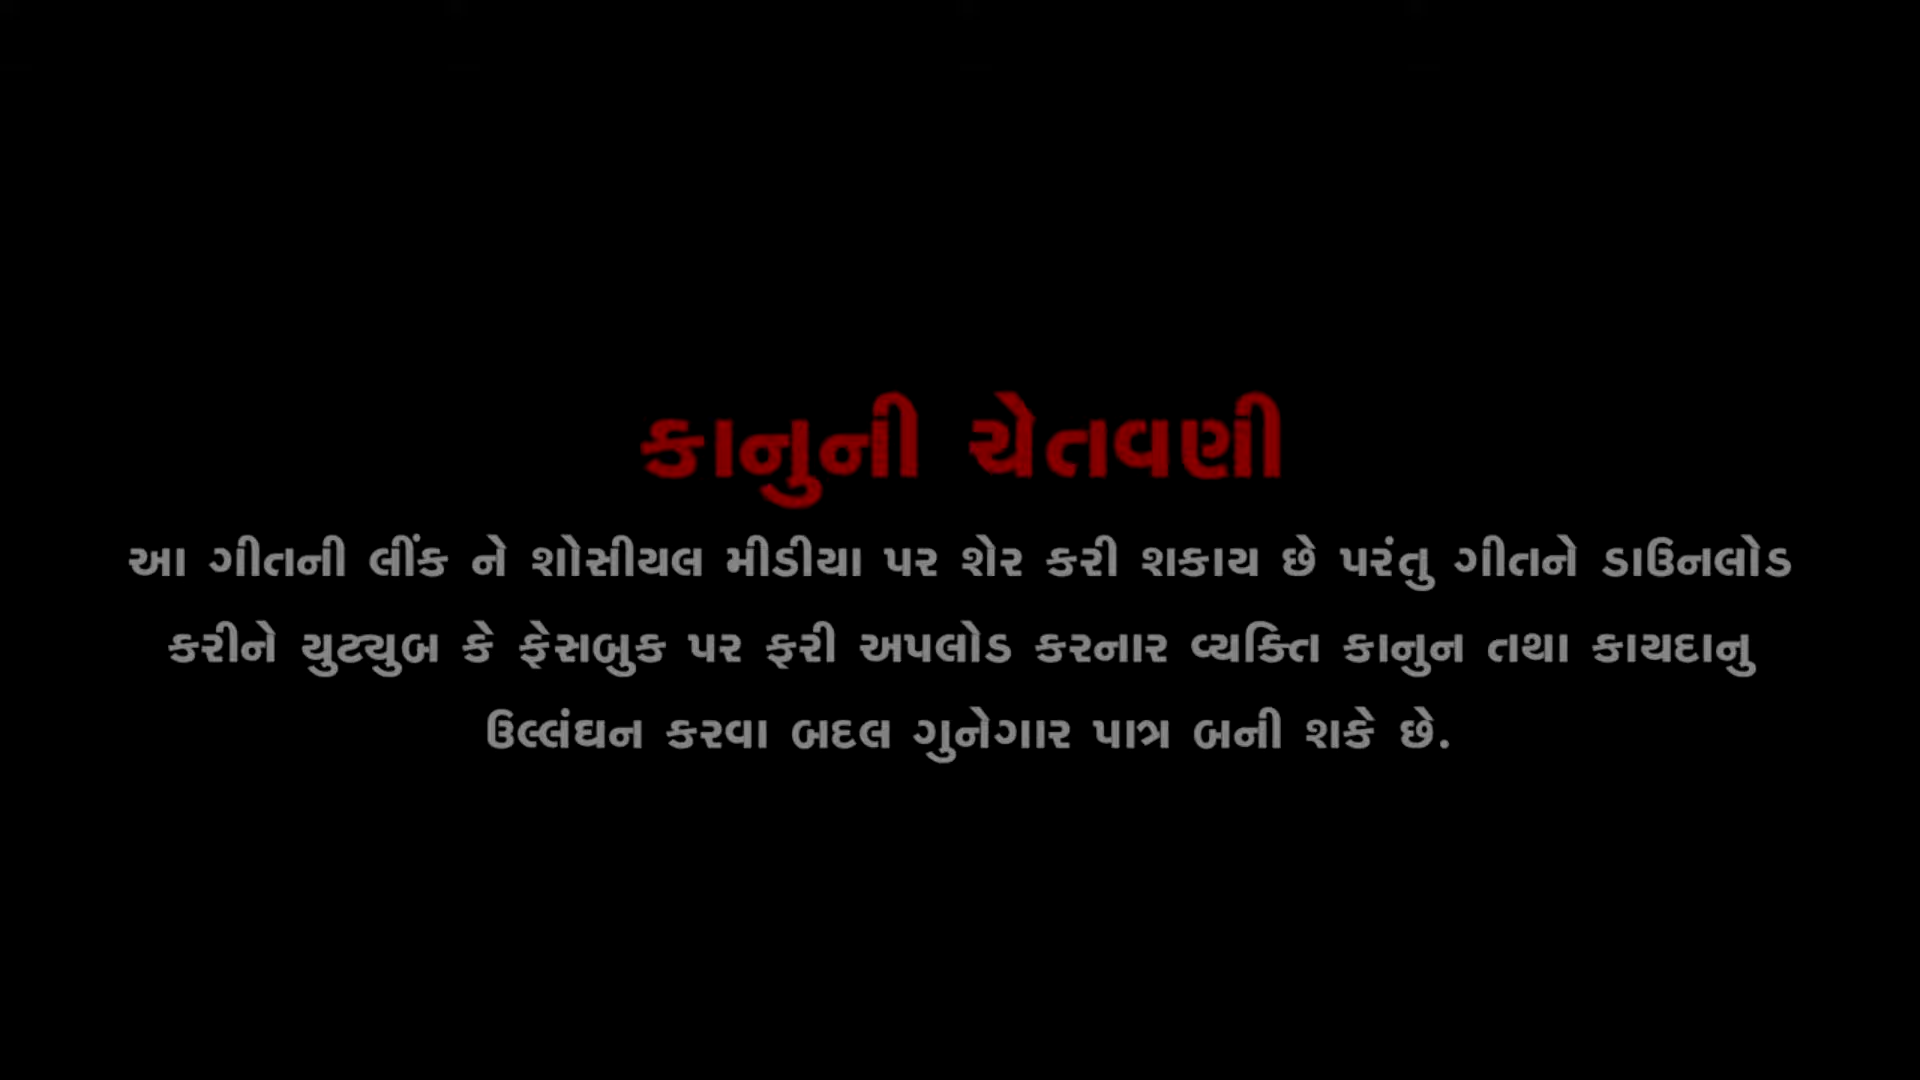 કાનુની ચેતવણી
આ ગીતની લીંક ને શોસીયલ મીડીયા પર શેર કરી શકાય છે પરંતુ ગીતને ડાઉનલોડ
કરીને યુટ્યુબ કે ફેસબુક પર ફરી અપલોડ કરનાર વ્યક્તિ કાનુન તથા કાયદાનુ
ઉલ્લંઘન કરવા બદલ ગુનેગાર પાત્ર બની શકે છે.